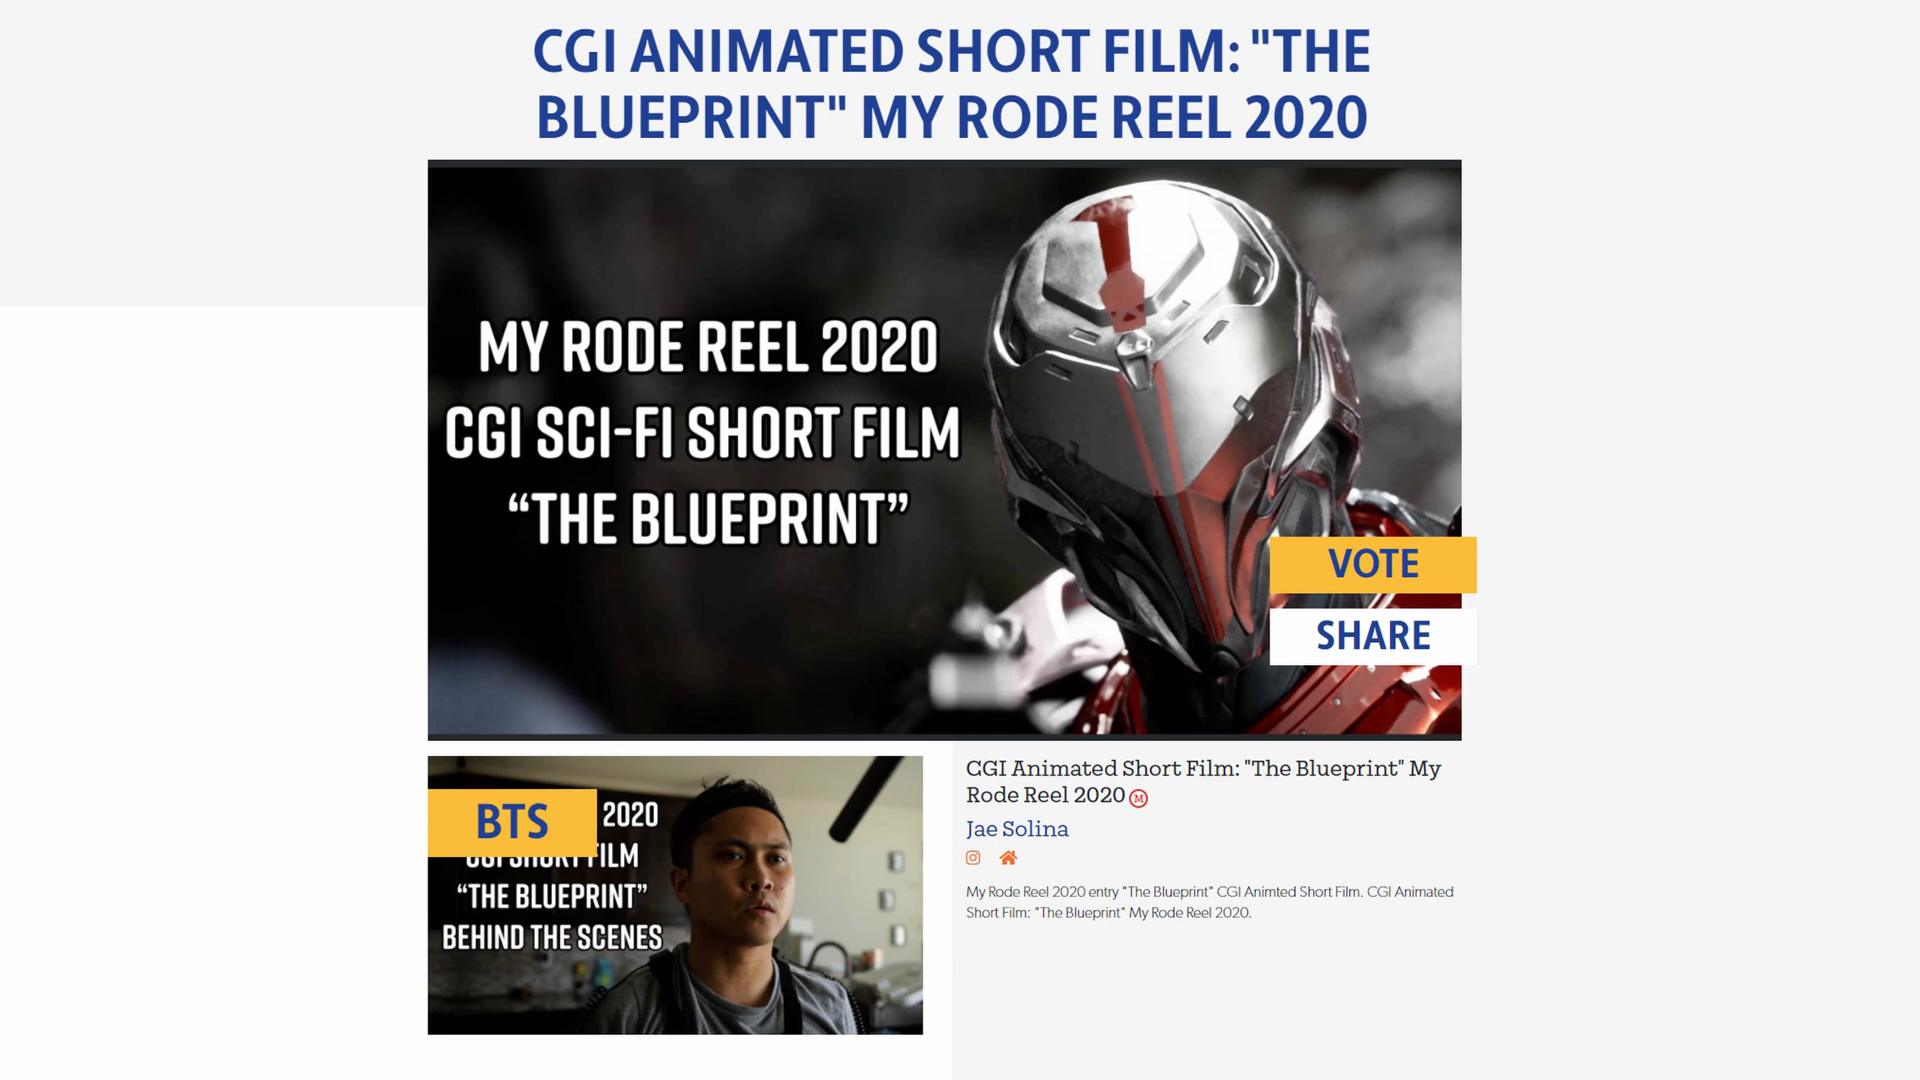 CGI ANIMATED SHORT FILM: "THE
BLUEPRINT" MY RODE REEL 2020
MY RODE REEL 2020
CGI SCI-FI SHORT FILM
“THE BLUEPRINT”
VOTE
SHARE
BTS
2020
CGI SHORT FILM
“THE BLUEPRINT”
BEHIND THE SCENES
CGI Animated Short Film: "The Blueprint" My
Rode Reel 2020 M
Jae Solina
My Rode Reel 2020 entry "The Blueprint" CGI Animted Short Film. CGI Animated
Short Film: "The Blueprint" My Rode Reel 2020.